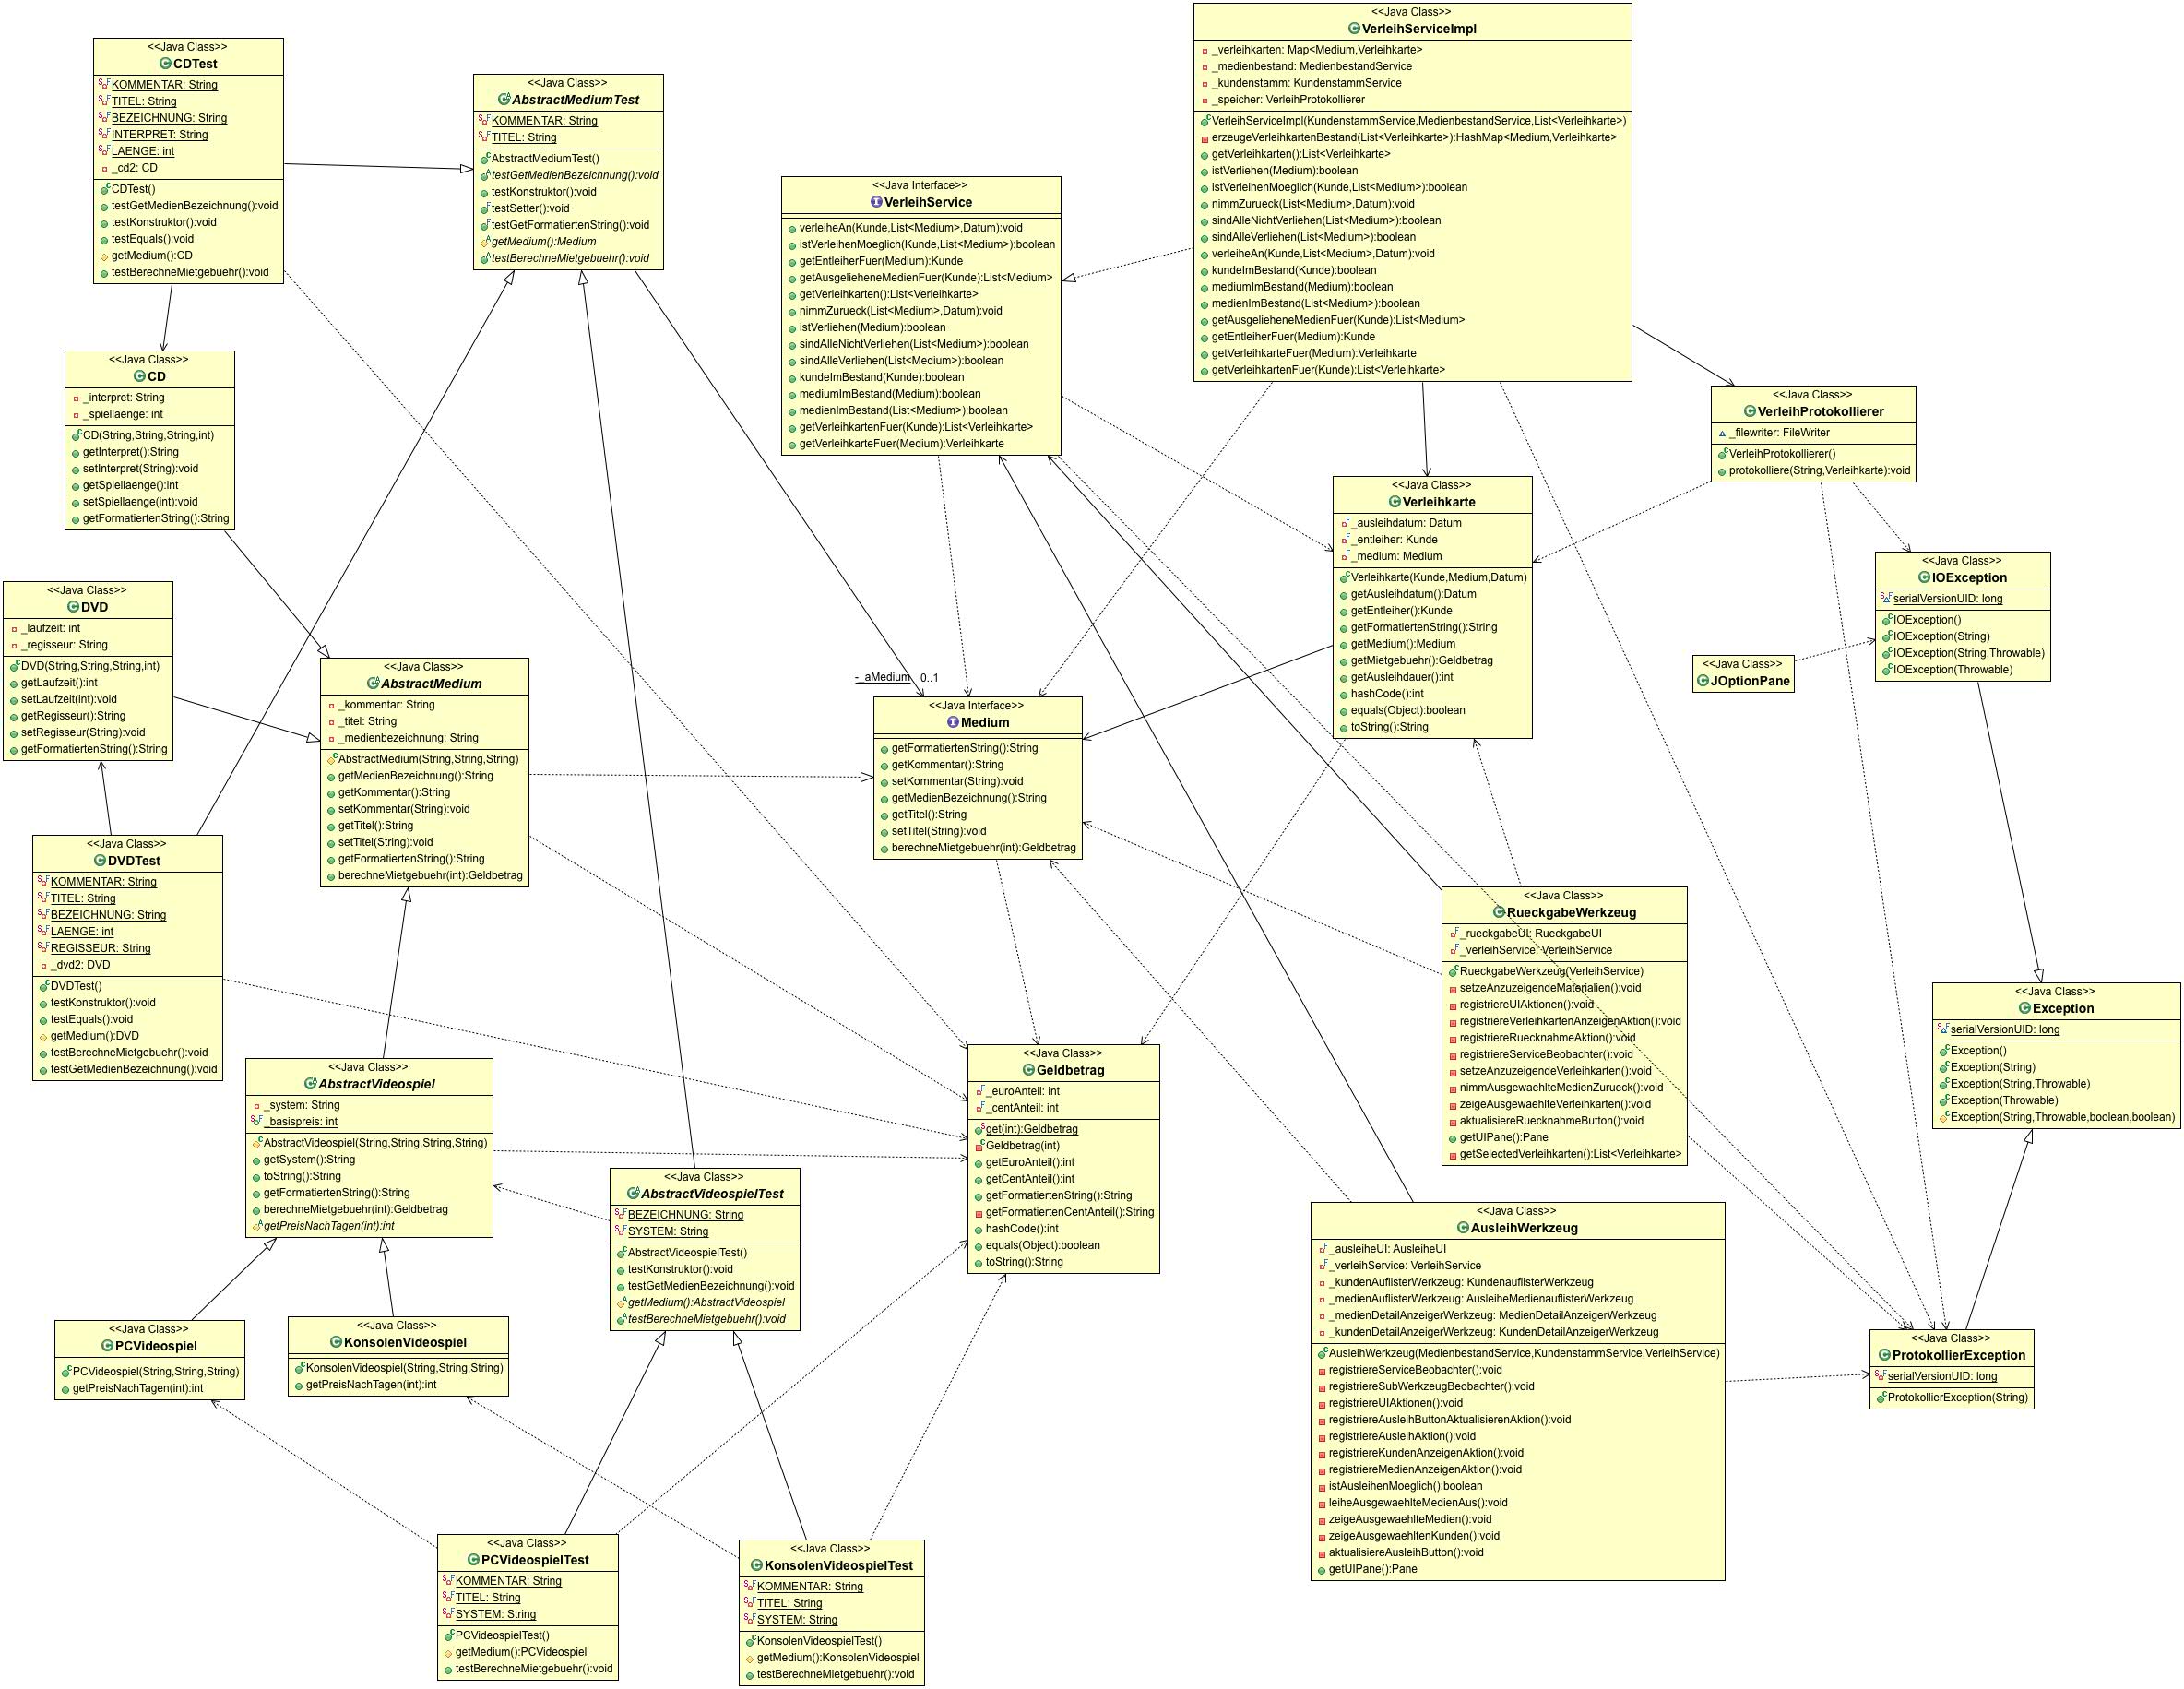 <<Java Class>>
CDTest
KOMMENTAR: String
TITEL: String
BEZEICHNUNG: String
INTERPRET: String
LAENGE: int
_cd2: CD
CDTest()
testGetMedienBezeichnung():void
testKonstruktor():void
testEquals():void
getMedium():CD
testBerechneMietgebuehr():void
<<Java Class>>
AbstractMediumTest
KOMMENTAR: String
TITEL: String
AbstractMediumTest()
testGetMedienBezeichnung():void
testKonstruktor():void
testSetter():void
testGetFormatiertenString():void
getMedium():Medium
testBerechneMietgebuehr():void
<<Java Interface>>
VerleihService
verleiheAn(Kunde,List<Medium>,Datum):void
istVerleihenMoeglich(Kunde,List<Medium>):boolean
getEntleiherFuer(Medium):Kunde
getAusgelieheneMedienFuer(Kunde):List<Medium>
getVerleihkarten():List<Verleihkarte>
nimmZurueck(List<Medium>,Datum):void
istVerliehen(Medium):boolean
sindAlleNichtVerliehen(List<Medium>):boolean
sindAlleVerliehen(List<Medium>):boolean
kundeImBestand(Kunde):boolean
mediumImBestand(Medium):boolean
medienImBestand(List<Medium>):boolean
getVerleihkartenFuer(Kunde):List<Verleihkarte>
getVerleihkarteFuer(Medium):Verleihkarte
<<Java Class>>
VerleihServiceImpl
_verleihkarten: Map<Medium,Verleihkarte>
_medienbestand: MedienbestandService
_kundenstamm: KundenstammService
_speicher: VerleihProtokollierer
VerleihServiceImpl(KundenstammService,MedienbestandService,List<Verleihkarte>)
erzeugeVerleihkartenBestand(List<Verleihkarte>):HashMap<Medium,Verleihkarte>
getVerleihkarten():List<Verleihkarte>
istVerliehen(Medium):boolean
istVerleihenMoeglich(Kunde,List<Medium>):boolean
nimmZurueck(List<Medium>,Datum):void
sindAlleNichtVerliehen(List<Medium>):boolean
sindAlleVerliehen(List<Medium>):boolean
verleiheAn(Kunde,List<Medium>,Datum):void
kundeImBestand(Kunde):boolean
mediumImBestand(Medium):boolean
medienImBestand(List<Medium>):boolean
getAusgelieheneMedienFuer(Kunde):List<Medium>
getEntleiherFuer(Medium):Kunde
getVerleihkarteFuer(Medium):Verleihkarte
getVerleihkartenFuer(Kunde):List<Verleihkarte>
<<Java Class>>
CD
_interpret: String
_spiellaenge: int
CD(String,String,String,int)
getInterpret():String
setInterpret(String):void
getSpiellaenge():int
setSpiellaenge(int):void
getFormatiertenString():String
<<Java Class>>
VerleihProtokollierer
_filewriter: FileWriter
VerleihProtokollierer()
protokolliere(String,Verleihkarte):void
<<Java Class>>
Verleihkarte
_ausleihdatum: Datum
_entleiher: Kunde
_medium: Medium
Verleihkarte(Kunde,Medium,Datum)
getAusleihdatum():Datum
getEntleiher():Kunde
getFormatiertenString():String
getMedium():Medium
getMietgebuehr():Geldbetrag
getAusleihdauer():int
hashCode():int
equals(Object):boolean
toString():String
<<Java Class>>
IOException
serialVersionUID: long
IOException()
IOException(String)
IOException(String,Throwable)
IOException(Throwable)
<<Java Class>>
JOptionPane
<<Java Class>>
DVD
_laufzeit: int
_regisseur: String
DVD(String,String,String,int)
getLaufzeit():int
setLaufzeit(int):void
getRegisseur():String
setRegisseur(String):void
getFormatiertenString():String
<<Java Class>>
AbstractMedium
_kommentar: String
_titel: String
_medienbezeichnung: String
AbstractMedium(String,String,String)
getMedienBezeichnung():String
getKommentar():String
setKommentar(String):void
getTitel():String
setTitel(String):void
getFormatiertenString():String
berechneMietgebuehr(int):Geldbetrag
-_aMedium 0..1
<<Java Interface>>
Medium
getFormatiertenString():String
getKommentar():String
setKommentar(String):void
getMedienBezeichnung():String
getTitel():String
setTitel(String):void
berechneMietgebuehr(int):Geldbetrag
<<Java Class>>
DVDTest
KOMMENTAR: String
TITEL: String
BEZEICHNUNG: String
LAENGE: int
REGISSEUR: String
_dvd2: DVD
DVDTest()
testKonstruktor():void
testEquals():void
getMedium():DVD
testBerechneMietgebuehr():void
testGetMedienBezeichnung():void
<<Java Class>>
RueckgabeWerkzeug
_rueckgabeUI: RueckgabeUI
_verleihService: VerleihService
RueckgabeWerkzeug(VerleihService)
setzeAnzuzeigendeMaterialien():void
registriereUIAktionen():void
registriereVerleihkartenAnzeigenAktion():void
registriereRuecknahmeAktion():void
registriereServiceBeobachter():void
setzeAnzuzeigendeVerleihkarten():void
nimmAusgewaehlteMedienZurueck():void
zeigeAusgewaehlteVerleihkarten():void
aktualisiereRuecknahmeButton():void
getUIPane():Pane
getSelectedVerleihkarten():List<Verleihkarte>
<<Java Class>>
Exception
serialVersionUID: long
Exception()
Exception(String)
Exception(String,Throwable)
Exception(Throwable)
Exception(String,Throwable,boolean,boolean)
<<Java Class>>
AbstractVideospiel
_system: String
_basispreis: int
AbstractVideospiel(String,String,String,String)
getSystem():String
toString():String
getFormatiertenString():String
berechneMietgebuehr(int):Geldbetrag
getPreisNachTagen(int):int
<<Java Class>>
Geldbetrag
_euroAnteil: int
_centAnteil: int
get(int):Geldbetrag
Geldbetrag(int)
getEuroAnteil():int
getCentAnteil():int
getFormatiertenString():String
getFormatiertenCentAnteil():String
hashCode():int
equals(Object):boolean
toString():String
<<Java Class>>
AbstractVideospielTest
BEZEICHNUNG: String
SYSTEM: String
AbstractVideospielTest()
testKonstruktor():void
testGetMedienBezeichnung():void
getMedium():AbstractVideospiel
testBerechneMietgebuehr():void
<<Java Class>>
AusleihWerkzeug
_ausleiheUI: AusleiheUI
_verleihService: VerleihService
_kundenAuflisterWerkzeug: KundenauflisterWerkzeug
_medienAuflisterWerkzeug: AusleiheMedienauflisterWerkzeug
_medienDetailAnzeigerWerkzeug: MedienDetailAnzeigerWerkzeug
_kundenDetailAnzeigerWerkzeug: KundenDetailAnzeigerWerkzeug
AusleihWerkzeug(MedienbestandService,KundenstammService,VerleihService)
registriereServiceBeobachter():void
registriereSubWerkzeugBeobachter():void
registriereUIAktionen():void
registriereAusleihButtonAktualisierenAktion():void
registriereAusleihAktion():void
registriereKundenAnzeigenAktion():void
registriereMedienAnzeigenAktion():void
istAusleihenMoeglich():boolean
leiheAusgewaehlteMedienAus():void
zeigeAusgewaehlteMedien():void
zeigeAusgewaehltenKunden():void
aktualisiereAusleihButton():void
getUIPane():Pane
<<Java Class>>
ProtokollierException
serialVersionUID: long
ProtokollierException(String)
<<Java Class>>
PCVideospiel
PCVideospiel(String,String,String)
getPreisNachTagen(int):int
<<Java Class>>
KonsolenVideospiel
KonsolenVideospiel(String,String,String)
getPreisNachTagen(int):int
<<Java Class>>
PCVideospielTest
KOMMENTAR: String
TITEL: String
SYSTEM: String
PCVideospielTest()
getMedium():PCVideospiel
testBerechneMietgebuehr():void
<<Java Class>>
KonsolenVideospielTest
KOMMENTAR: String
TITEL: String
SYSTEM: String
KonsolenVideospielTest()
getMedium():KonsolenVideospiel
testBerechneMietgebuehr():void